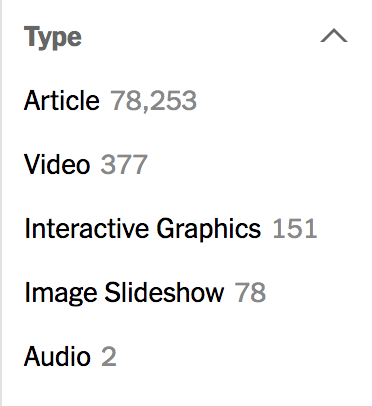 Type
Article 78,253
Video 377
Interactive Graphics 151
Image Slideshow 78
Audio 2